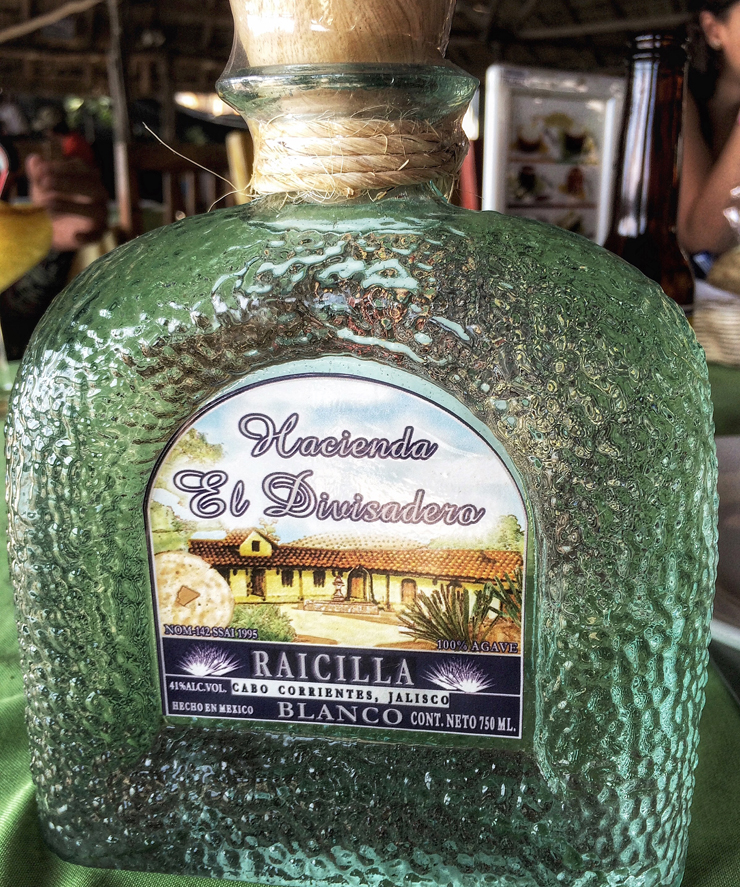 Hacienda
El Divisadero
NOM-142 SSAI 1995
100% AGAVE
RAICILLA
41%ALC.VOL. CABO CORRIENTES, JALISCO
HECHO EN MEXICO BLANCO CONT. NETO 750 ML.